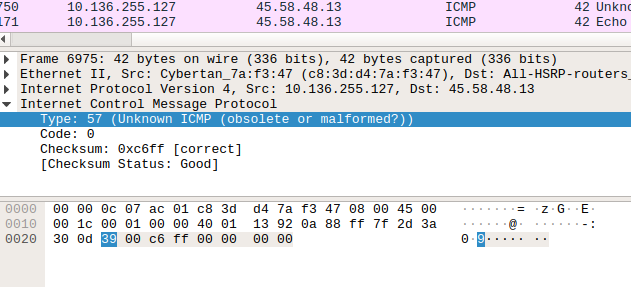 750 10.136.255.127 45.58.48.13 ICMP 42 Unkno
171 10.136.255.127 45.58.48.13 ICMP 42 Echo
Frame 6975: 42 bytes on wire (336 bits), 42 bytes captured (336 bits)
Ethernet II, Src: Cybertan_7a:f3:47 (c8:3d:d4:7a:f3:47), Dst: All-HSRP-routers_
Internet Protocol Version 4, Src: 10.136.255.127, Dst: 45.58.48.13
Internet Control Message Protocol
Type: 57 (Unknown ICMP (obsolete or malformed?))
Code: 0
Checksum: 0xc6ff [correct]
[Checksum Status: Good]
0000 00 00 0c 07 ac 01 c8 3d d4 7a f3 47 08 00 45 00 ·······= ·z·G··E·
0010 00 1c 00 01 00 00 40 01 13 92 0a 88 ff 7f 2d 3a ······@· ······-:
0020 30 0d 39 00 c6 ff 00 00 00 00 0·9····· ··